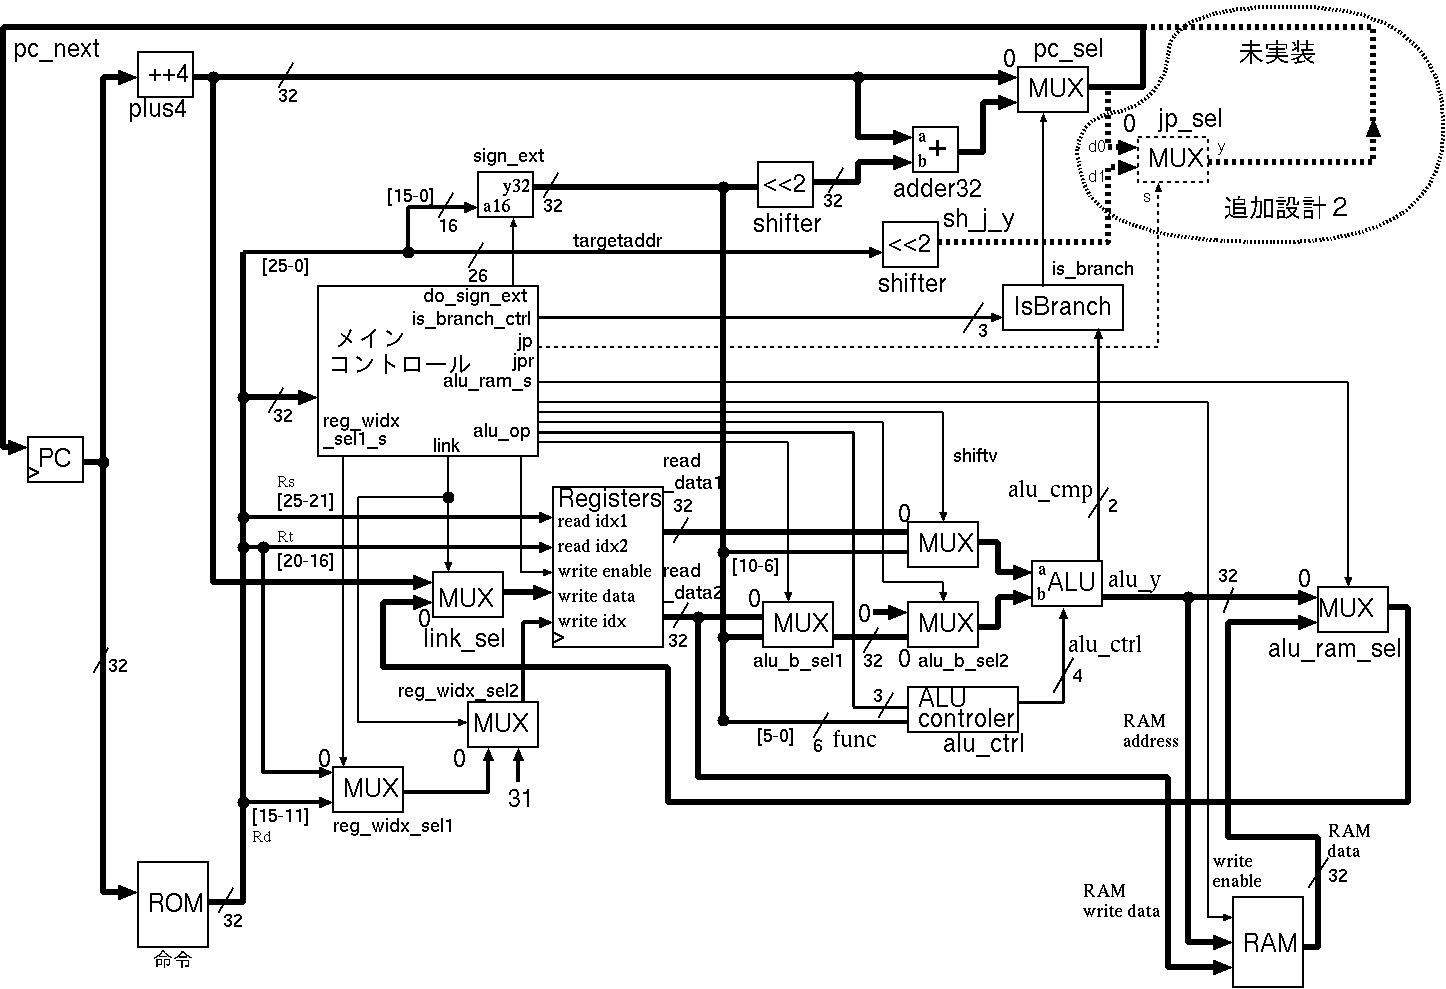 pc_next
++4
plus4
32
0
pc_sel
MUX
未実装
0
jp_sel
d0
MUX
y
d1
s
追加設計2
sign_ext
y32
a16
[15-0]
16
32
<<2
shifter
32
a
+
b
adder32
<<2
shifter
sh_j_y
targetaddr
[25-0]
26
do_sign_ext
is_branch_ctrl
jp
jpr
alu_ram_s
メイン
コントロール
reg_widx
_sel1_s
link
alu_op
32
3
is_branch
IsBranch
PC
>
Rs
[25-21]
Rt
[20-16]
Registers
read idx1
read idx2
write enable
write data
write idx
>
read
_data1
32
read
_data2
32
shiftv
0
MUX
[10-6]
0
MUX
alu_b_sel1
0
MUX
32
0
alu_b_sel2
alu_cmp
2
a
ALU
b
alu_y
32
0
MUX
alu_ram_sel
MUX
0
link_sel
reg_widx_sel2
MUX
0
31
0
MUX
reg_widx_sel1
[15-11]
Rd
32
3
ALU
controler
alu_ctrl
alu_ctrl
4
[5-0]
6
func
RAM
address
RAM
write data
write
enable
RAM
data
32
RAM
ROM
32
命令